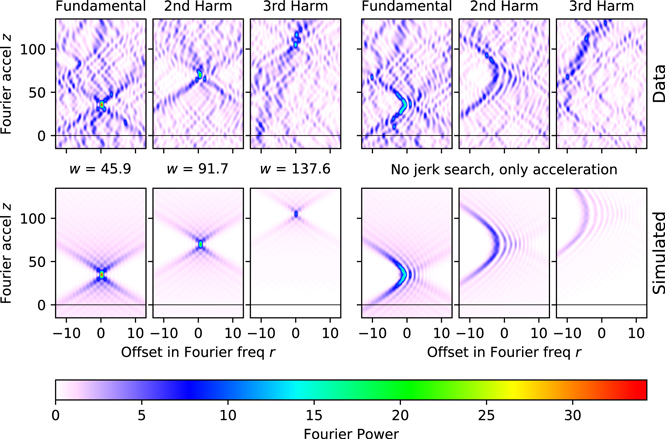 Fundamental 2nd Harm 3rd Harm Fundamental 2nd Harm 3rd Harm
Fourier accel z
100
50
0
Data
w = 45.9 w = 91.7 w = 137.6 No jerk search, only acceleration
Fourier accel z
100
50
0
Simulated
−10 0 10 −10 0 10 −10 0 10 −10 0 10 −10 0 10 −10 0 10
Offset in Fourier freq r Offset in Fourier freq r
0 5 10 15 20 25 30
Fourier Power